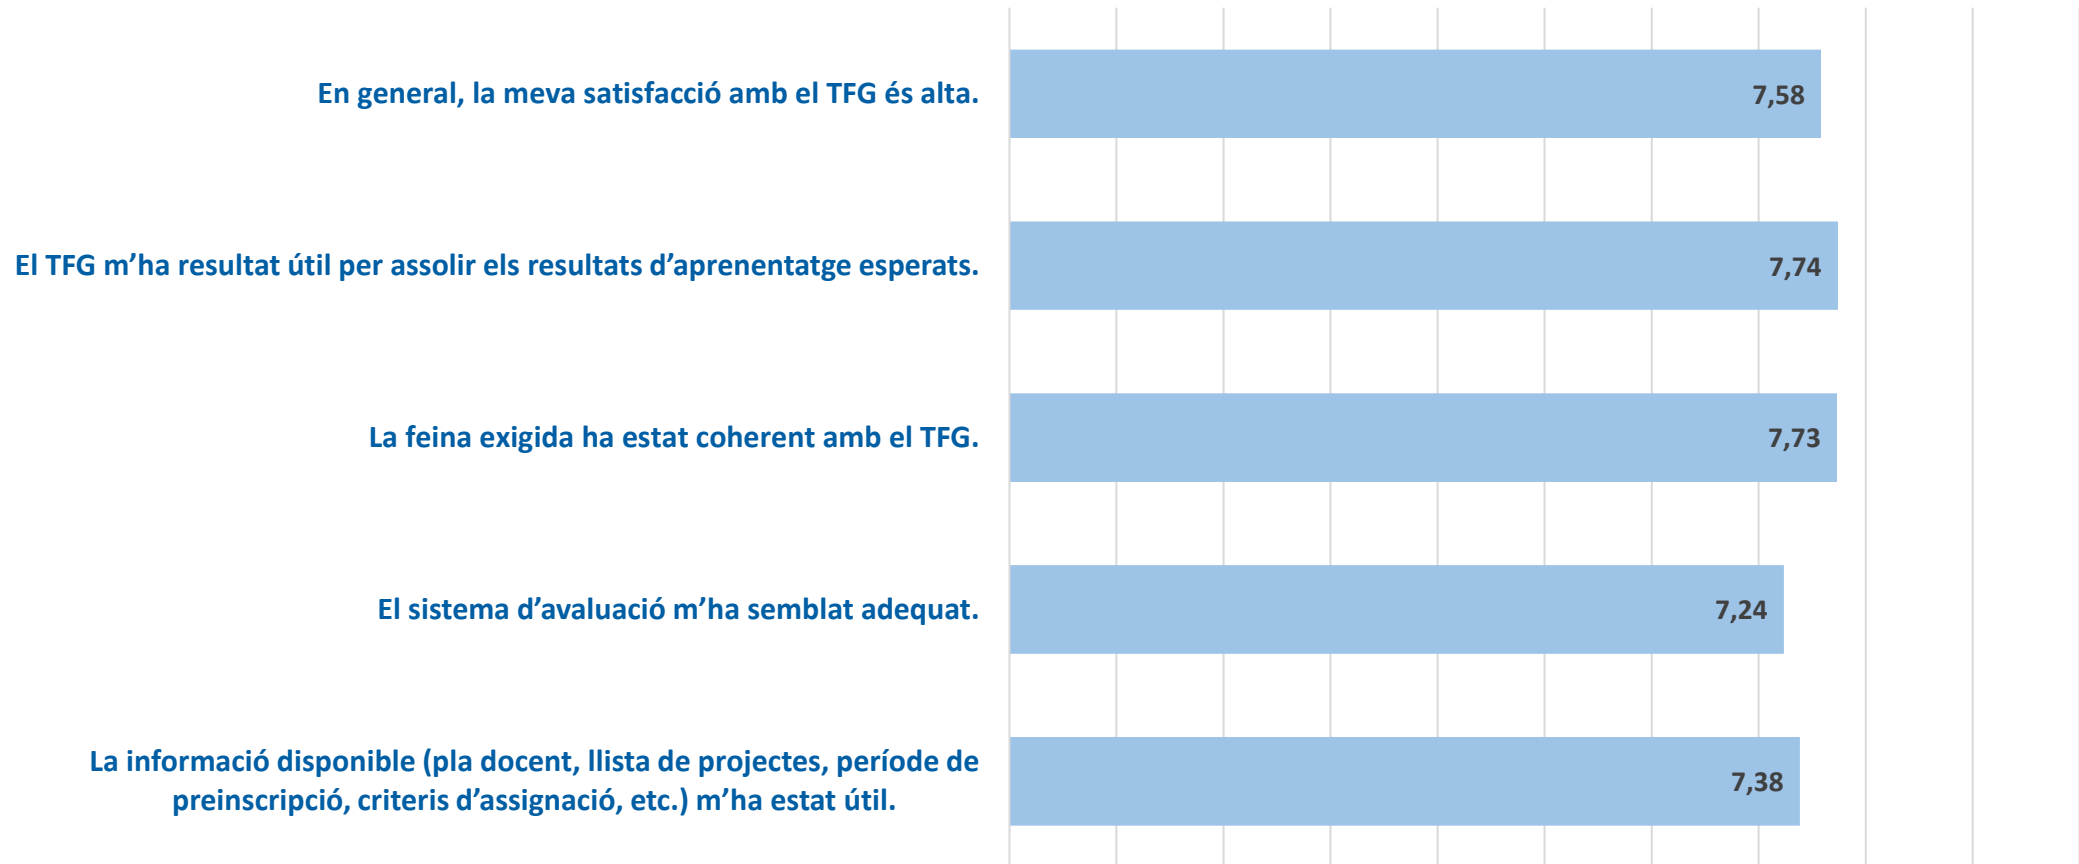 En general, la meva satisfacció amb el TFG és alta.
7,58
El TFG m’ha resultat útil per assolir els resultats d’aprenentatge esperats.
7,74
La feina exigida ha estat coherent amb el TFG.
7,73
El sistema d’avaluació m’ha semblat adequat.
7,24
La informació disponible (pla docent, llista de projectes, període de
preinscripció, criteris d’assignació, etc.) m’ha estat útil.
7,38